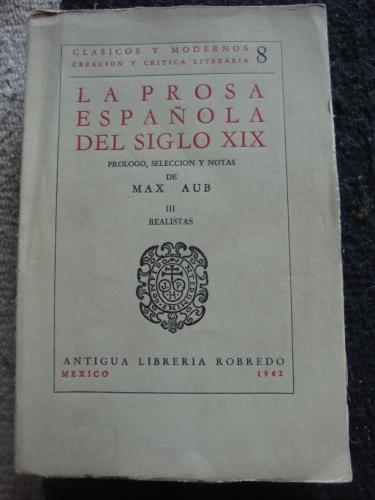 CLASICOS Y MODERNOS
CREACION Y CRITICA LITERARIA 8
LA PROSA
ESPAÑOLA
DEL SIGLO XIX
PROLOGO, SELECCION Y NOTAS
DE
MAX AUB
III
REALISTAS
ANTIGUA LIBRERIA ROBREDO
MEXICO 1962